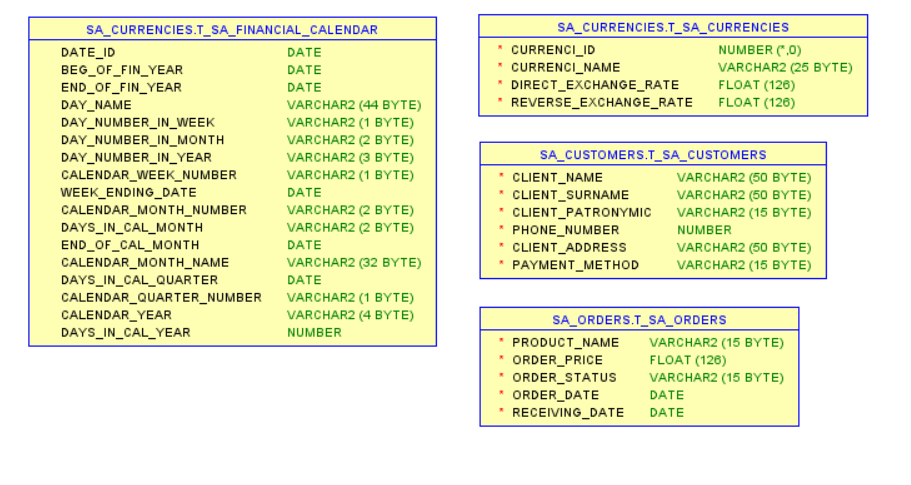 SA_CURRENCIES.T_SA_FINANCIAL_CALENDAR
DATE_ID DATE
BEG_OF_FIN_YEAR DATE
END_OF_FIN_YEAR DATE
DAY_NAME VARCHAR2 (44 BYTE)
DAY_NUMBER_IN_WEEK VARCHAR2 (1 BYTE)
DAY_NUMBER_IN_MONTH VARCHAR2 (2 BYTE)
DAY_NUMBER_IN_YEAR VARCHAR2 (3 BYTE)
CALENDAR_WEEK_NUMBER VARCHAR2 (1 BYTE)
WEEK_ENDING_DATE DATE
CALENDAR_MONTH_NUMBER VARCHAR2 (2 BYTE)
DAYS_IN_CAL_MONTH VARCHAR2 (2 BYTE)
END_OF_CAL_MONTH DATE
CALENDAR_MONTH_NAME VARCHAR2 (32 BYTE)
DAYS_IN_CAL_QUARTER DATE
CALENDAR_QUARTER_NUMBER VARCHAR2 (1 BYTE)
CALENDAR_YEAR VARCHAR2 (4 BYTE)
DAYS_IN_CAL_YEAR NUMBER
SA_CURRENCIES.T_SA_CURRENCIES
* CURRENCI_ID NUMBER (*,0)
* CURRENCI_NAME VARCHAR2 (25 BYTE)
* DIRECT_EXCHANGE_RATE FLOAT (126)
* REVERSE_EXCHANGE_RATE FLOAT (126)
SA_CUSTOMERS.T_SA_CUSTOMERS
* CLIENT_NAME VARCHAR2 (50 BYTE)
* CLIENT_SURNAME VARCHAR2 (50 BYTE)
* CLIENT_PATRONYMIC VARCHAR2 (15 BYTE)
* PHONE_NUMBER NUMBER
* CLIENT_ADDRESS VARCHAR2 (50 BYTE)
* PAYMENT_METHOD VARCHAR2 (15 BYTE)
SA_ORDERS.T_SA_ORDERS
* PRODUCT_NAME VARCHAR2 (15 BYTE)
* ORDER_PRICE FLOAT (126)
* ORDER_STATUS VARCHAR2 (15 BYTE)
* ORDER_DATE DATE
* RECEIVING_DATE DATE